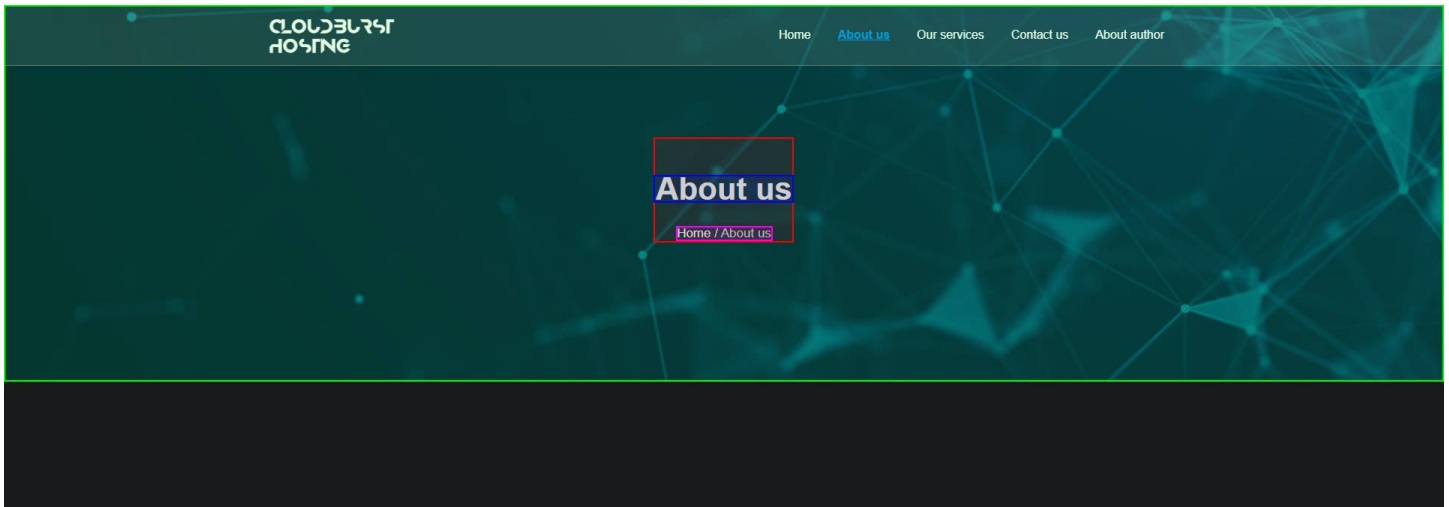 CLOUDBURST
HOSTING
Home About us Our services Contact us About author
About us
Home / About us